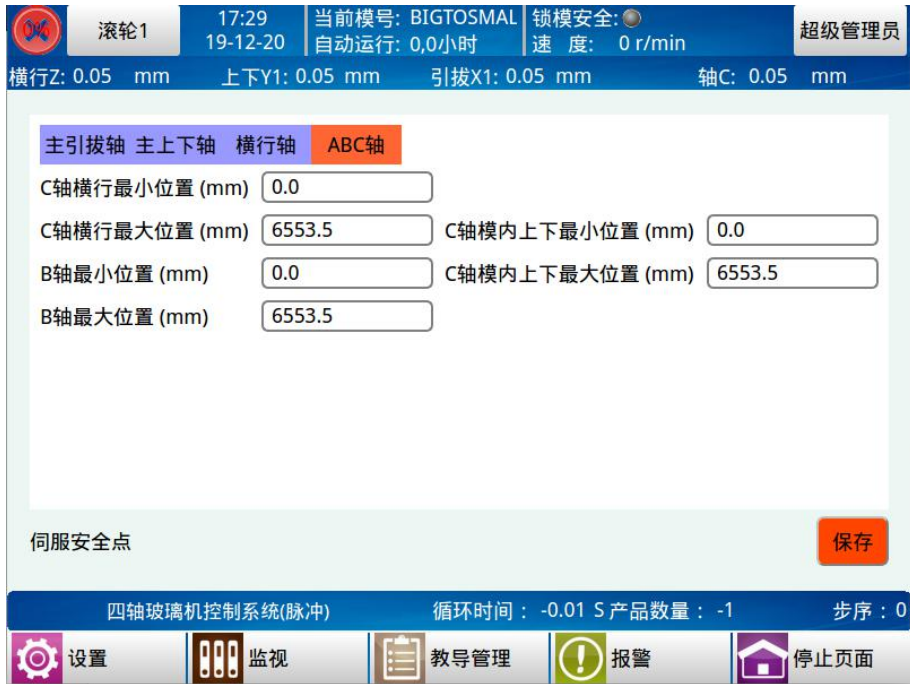 滚轮1
17:29
19-12-20
当前模号: BIGTOSMAL
自动运行: 0,0小时
锁模安全:
速 度: 0 r/min
超级管理员
横行Z: 0.05 mm 上下Y1: 0.05 mm 引拔X1: 0.05 mm 轴C: 0.05 mm
主引拔轴 主上下轴 横行轴 ABC轴
C轴横行最小位置 (mm) 0.0
C轴横行最大位置 (mm) 6553.5 C轴模内上下最小位置 (mm) 0.0
B轴最小位置 (mm) 0.0 C轴模内上下最大位置 (mm) 6553.5
B轴最大位置 (mm) 6553.5
伺服安全点 保存
四轴玻璃机控制系统(脉冲) 循环时间： -0.01 S 产品数量： -1 步序：0
设置 监视 教导管理 报警 停止页面